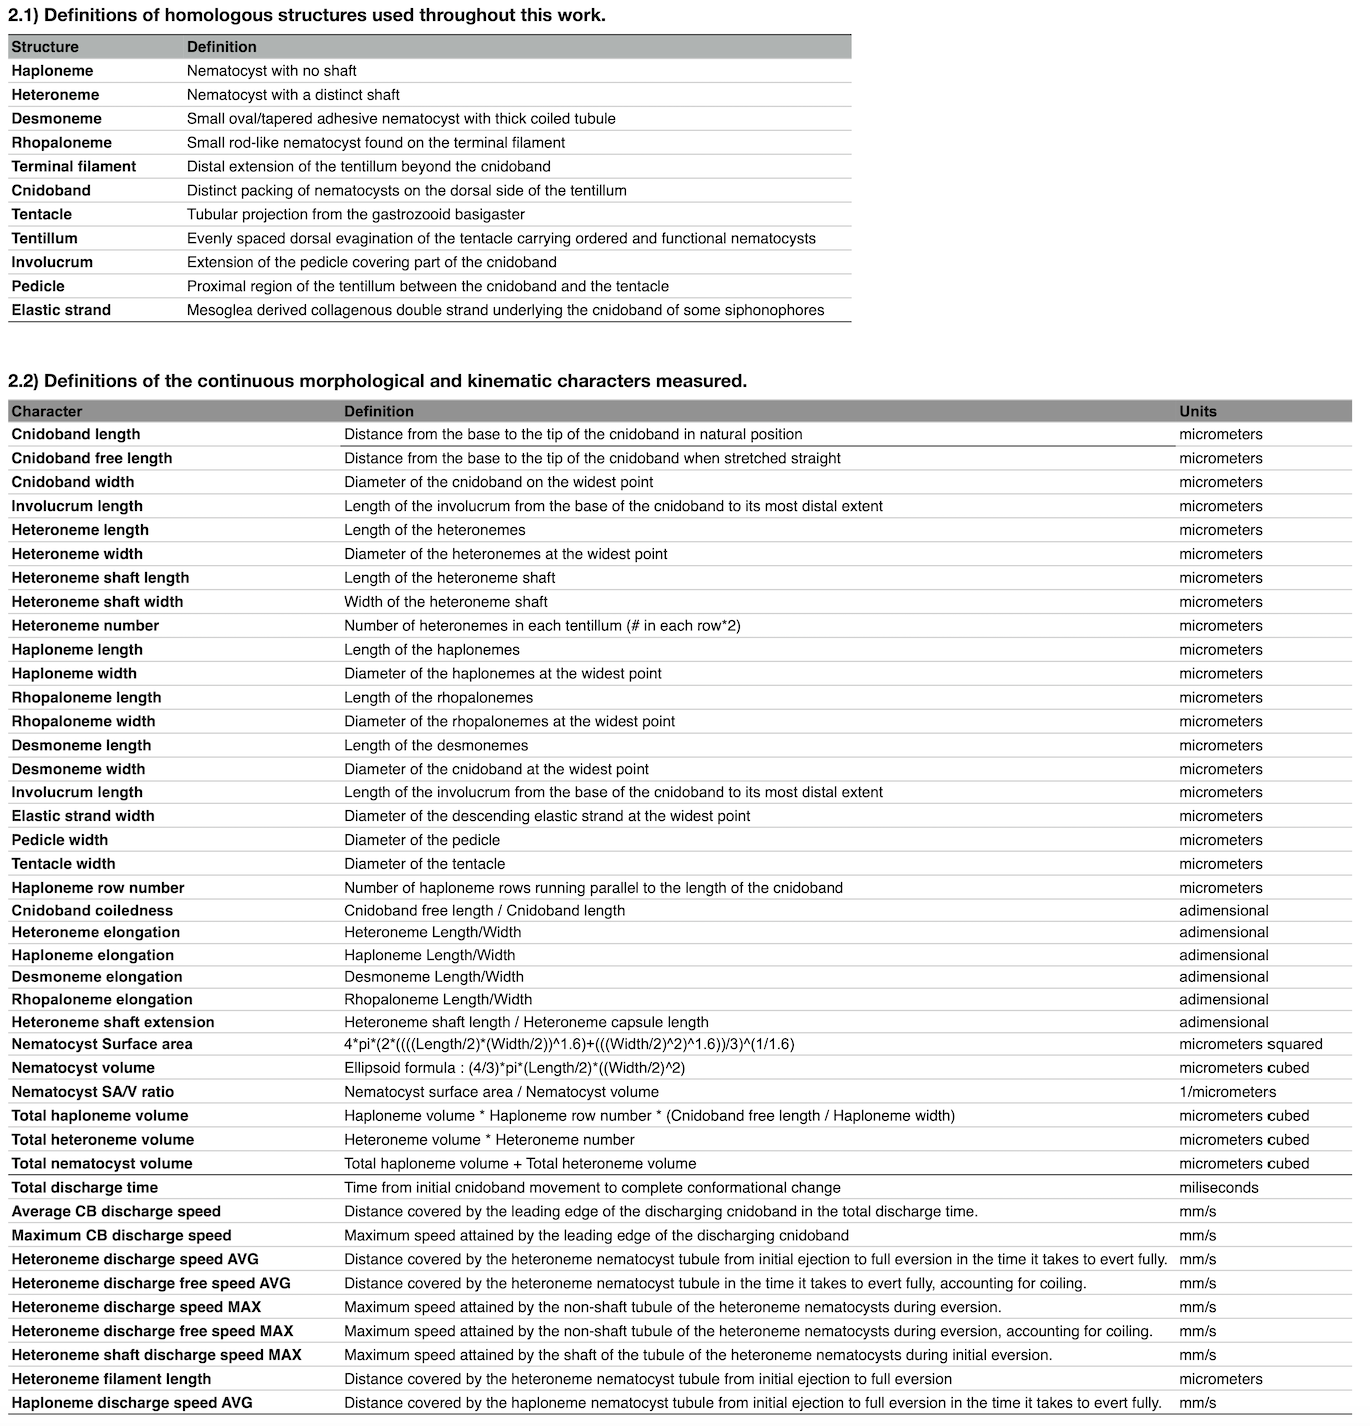 2.1) Definitions of homologous structures used throughout this work.
Structure Definition
Haploneme Nematocyst with no shaft
Heteroneme Nematocyst with a distinct shaft
Desmoneme Small oval/tapered adhesive nematocyst with thick coiled tubule
Rhopaloneme Small rod-like nematocyst found on the terminal filament
Terminal filament Distal extension of the tentillum beyond the cnidoband
Cnidoband Distinct packing of nematocysts on the dorsal side of the tentillum
Tentacle Tubular projection from the gastrozooid basigaster
Tentillum Evenly spaced dorsal evagination of the tentacle carrying ordered and functional nematocysts
Involucrum Extension of the pedicle covering part of the cnidoband
Pedicle Proximal region of the tentillum between the cnidoband and the tentacle
Elastic strand Mesoglea derived collagenous double strand underlying the cnidoband of some siphonophores
2.2) Definitions of the continuous morphological and kinematic characters measured.
Character Definition Units
Cnidoband length Distance from the base to the tip of the cnidoband in natural position micrometers
Cnidoband free length Distance from the base to the tip of the cnidoband when stretched straight micrometers
Cnidoband width Diameter of the cnidoband on the widest point micrometers
Involucrum length Length of the involucrum from the base of the cnidoband to its most distal extent micrometers
Heteroneme length Length of the heteronemes micrometers
Heteroneme width Diameter of the heteronemes at the widest point micrometers
Heteroneme shaft length Length of the heteroneme shaft micrometers
Heteroneme shaft width Width of the heteroneme shaft micrometers
Heteroneme number Number of heteronemes in each tentillum (# in each row*2) micrometers
Haploneme length Length of the haplonemes micrometers
Haploneme width Diameter of the haplonemes at the widest point micrometers
Rhopaloneme length Length of the rhopalonemes micrometers
Rhopaloneme width Diameter of the rhopalonemes at the widest point micrometers
Desmoneme length Length of the desmonemes micrometers
Desmoneme width Diameter of the cnidoband at the widest point micrometers
Involucrum length Length of the involucrum from the base of the cnidoband to its most distal extent micrometers
Elastic strand width Diameter of the descending elastic strand at the widest point micrometers
Pedicle width Diameter of the pedicle micrometers
Tentacle width Diameter of the tentacle micrometers
Haploneme row number Number of haploneme rows running parallel to the length of the cnidoband micrometers
Cnidoband coiledness Cnidoband free length / Cnidoband length adimensional
Heteroneme elongation Heteroneme Length/Width adimensional
Haploneme elongation Haploneme Length/Width adimensional
Desmoneme elongation Desmoneme Length/Width adimensional
Rhopaloneme elongation Rhopaloneme Length/Width adimensional
Heteroneme shaft extension Heteroneme shaft length / Heteroneme capsule length adimensional
Nematocyst Surface area 4*pi*(2*((((Length/2)*(Width/2))^1.6)+(((Width/2)^2)^1.6))/3)^(1/1.6) micrometers squared
Nematocyst volume Ellipsoid formula : (4/3)*pi*(Length/2)*((Width/2)^2) micrometers cubed
Nematocyst SA/V ratio Nematocyst surface area / Nematocyst volume 1/micrometers
Total haploneme volume Haploneme volume * Haploneme row number * (Cnidoband free length / Haploneme width) micrometers cubed
Total heteroneme volume Heteroneme volume * Heteroneme number micrometers cubed
Total nematocyst volume Total haploneme volume + Total heteroneme volume micrometers cubed
Total discharge time Time from initial cnidoband movement to complete conformational change miliseconds
Average CB discharge speed Distance covered by the leading edge of the discharging cnidoband in the total discharge time. mm/s
Maximum CB discharge speed Maximum speed attained by the leading edge of the discharging cnidoband mm/s
Heteroneme discharge speed AVG Distance covered by the heteroneme nematocyst tubule from initial ejection to full eversion in the time it takes to evert fully. mm/s
Heteroneme discharge free speed AVG Distance covered by the heteroneme nematocyst tubule in the time it takes to evert fully, accounting for coiling. mm/s
Heteroneme discharge speed MAX Maximum speed attained by the non-shaft tubule of the heteroneme nematocysts during eversion. mm/s
Heteroneme discharge free speed MAX Maximum speed attained by the non-shaft tubule of the heteroneme nematocysts during eversion, accounting for coiling. mm/s
Heteroneme shaft discharge speed MAX Maximum speed attained by the shaft of the tubule of the heteroneme nematocysts during initial eversion. mm/s
Heteroneme filament length Distance covered by the heteroneme nematocyst tubule from initial ejection to full eversion micrometers
Haploneme discharge speed AVG Distance covered by the haploneme nematocyst tubule from initial ejection to full eversion in the time it takes to evert fully. mm/s